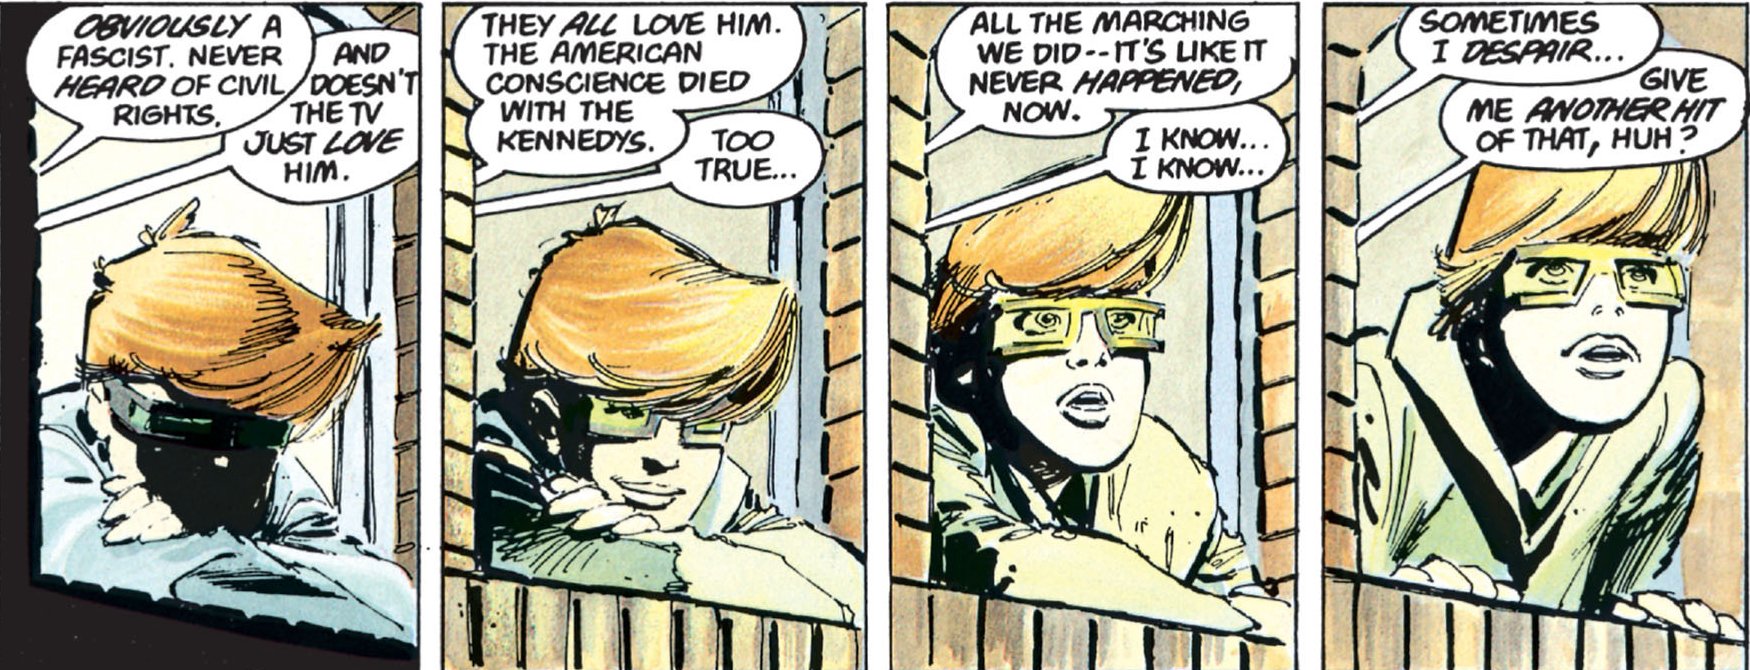 OBVIOUSLY A
FASCIST. NEVER
HEARD OF CIVIL
RIGHTS.
AND
DOESN'T
THE TV
JUST LOVE
HIM.
THEY ALL LOVE HIM.
THE AMERICAN
CONSCIENCE DIED
WITH THE
KENNEDYS.
TOO
TRUE...
ALL THE MARCHING
WE DID--IT'S LIKE IT
NEVER HAPPENED,
NOW.
I KNOW...
I KNOW...
SOMETIMES
I DESPAIR...
GIVE
ME ANOTHER HIT
OF THAT, HUH?